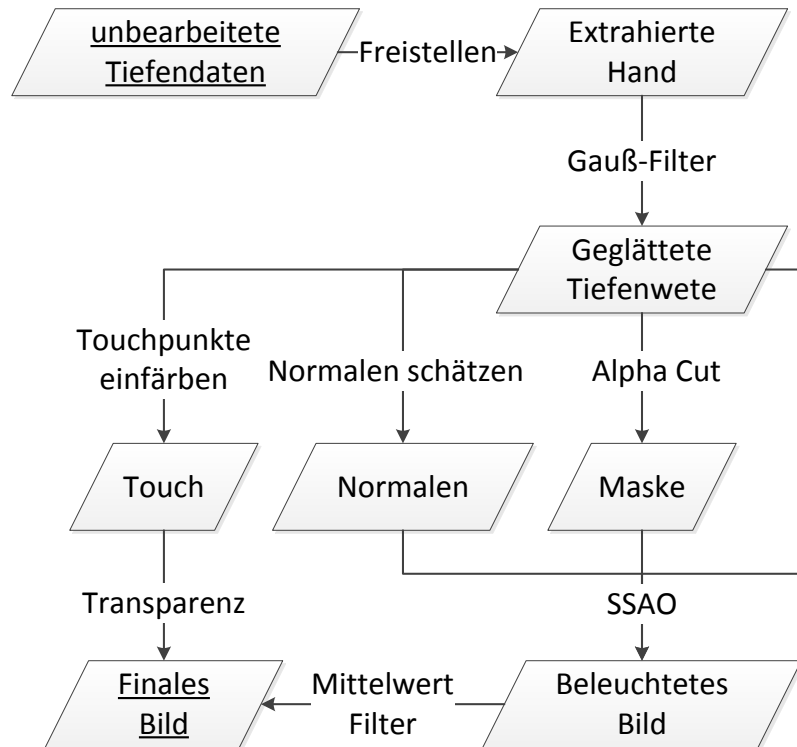 unbearbeitete
Tiefendaten
Freistellen
Extrahierte
Hand
Gauß-Filter
Geglättete
Tiefenwete
Touchpunkte
einfärben
Normalen schätzen
Alpha Cut
Touch
Normalen
Maske
Transparenz
SSAO
Finales
Bild
Mittelwert
Filter
Beleuchtetes
Bild